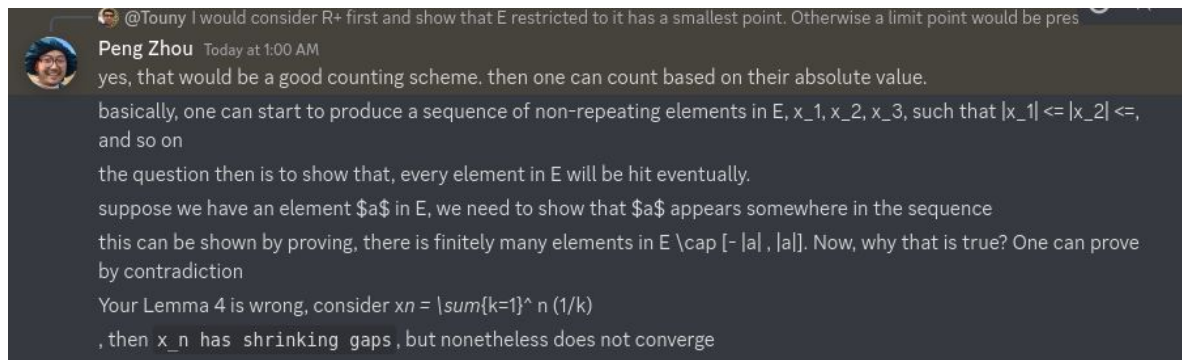 @Touny I would consider R+ first and show that E restricted to it has a smallest point. Otherwise a limit point would be pres
Peng Zhou Today at 1:00 AM
yes, that would be a good counting scheme. then one can count based on their absolute value.
basically, one can start to produce a sequence of non-repeating elements in E, x_1, x_2, x_3, such that |x_1| <= |x_2| <=,
and so on
the question then is to show that, every element in E will be hit eventually.
suppose we have an element $a$ in E, we need to show that $a$ appears somewhere in the sequence
this can be shown by proving, there is finitely many elements in E \cap [- |a| , |a|]. Now, why that is true? One can prove
by contradiction
Your Lemma 4 is wrong, consider xn = \sum{k=1}^ n (1/k)
, then x_n has shrinking gaps, but nonetheless does not converge